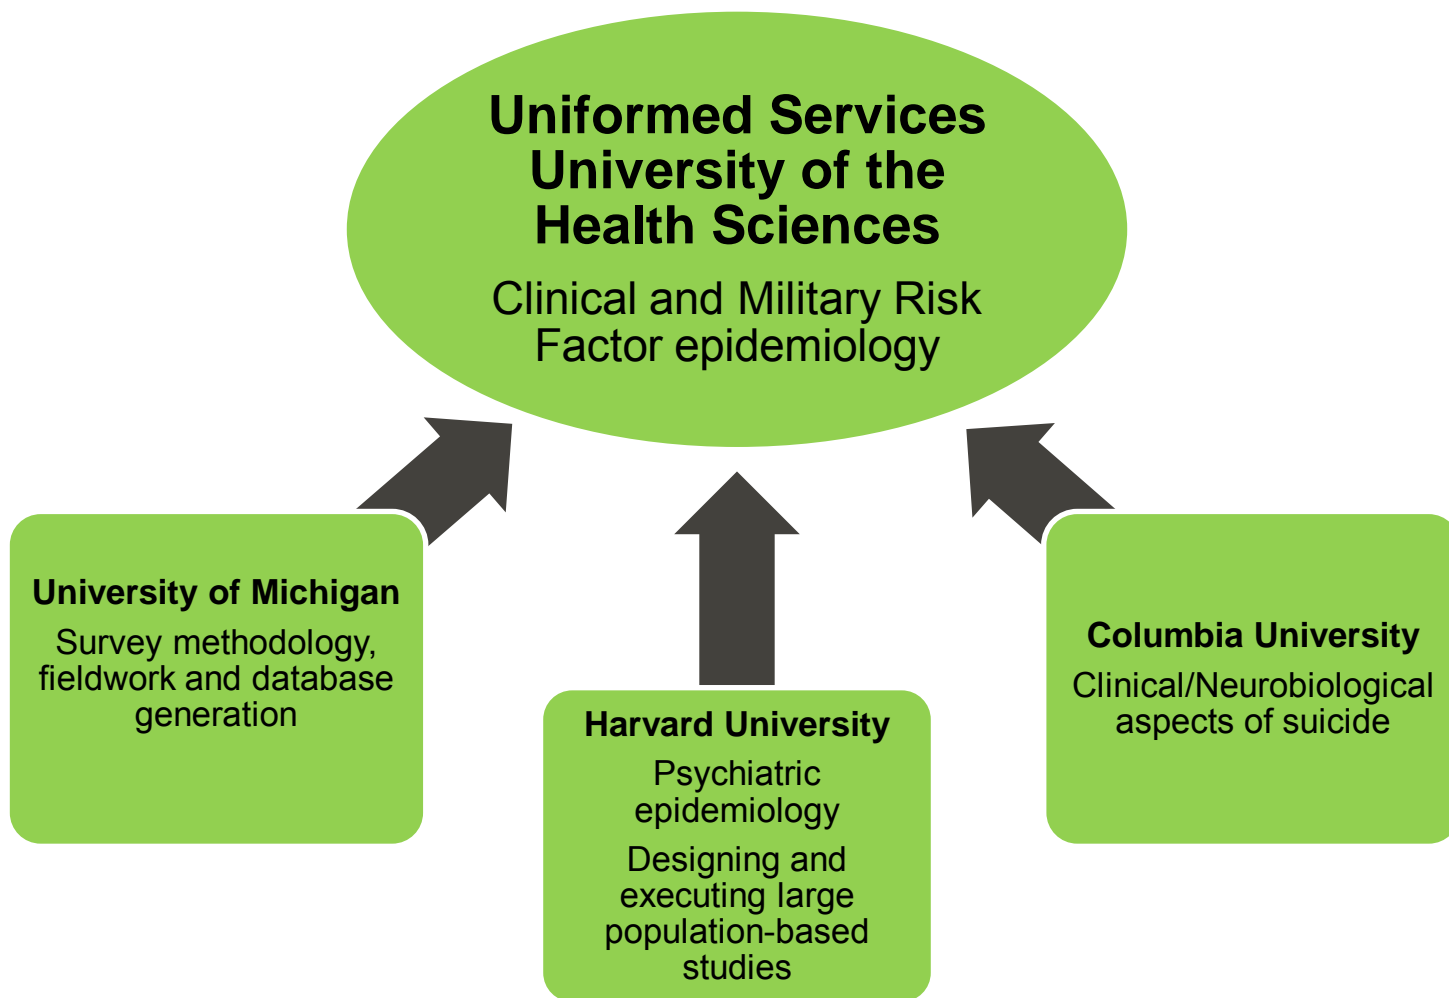 Uniformed Services
University of the
Health Sciences
Clinical and Military Risk
Factor epidemiology
University of Michigan
Survey methodology,
fieldwork and database
generation
Harvard University
Psychiatric
epidemiology
Designing and
executing large
population-based
studies
Columbia University
Clinical/Neurobiological
aspects of suicide